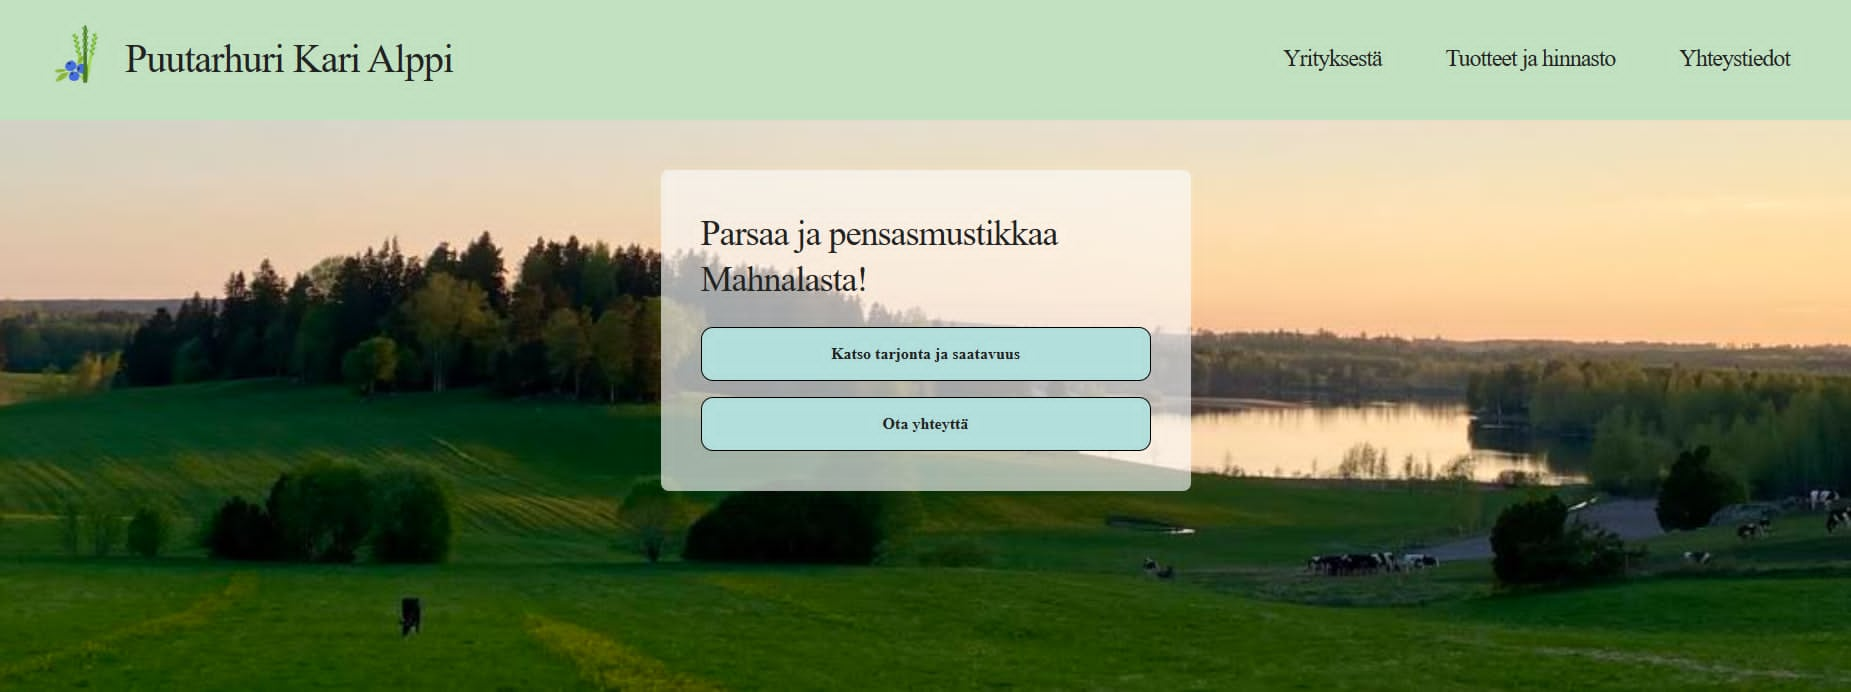 Puutarhuri Kari Alppi
Yrityksestä
Tuotteet ja hinnasto
Yhteystiedot
Parsaa ja pensasmustikkaa
Mahnalasta!
Katso tarjonta ja saatavuus
Ota yhteyttä